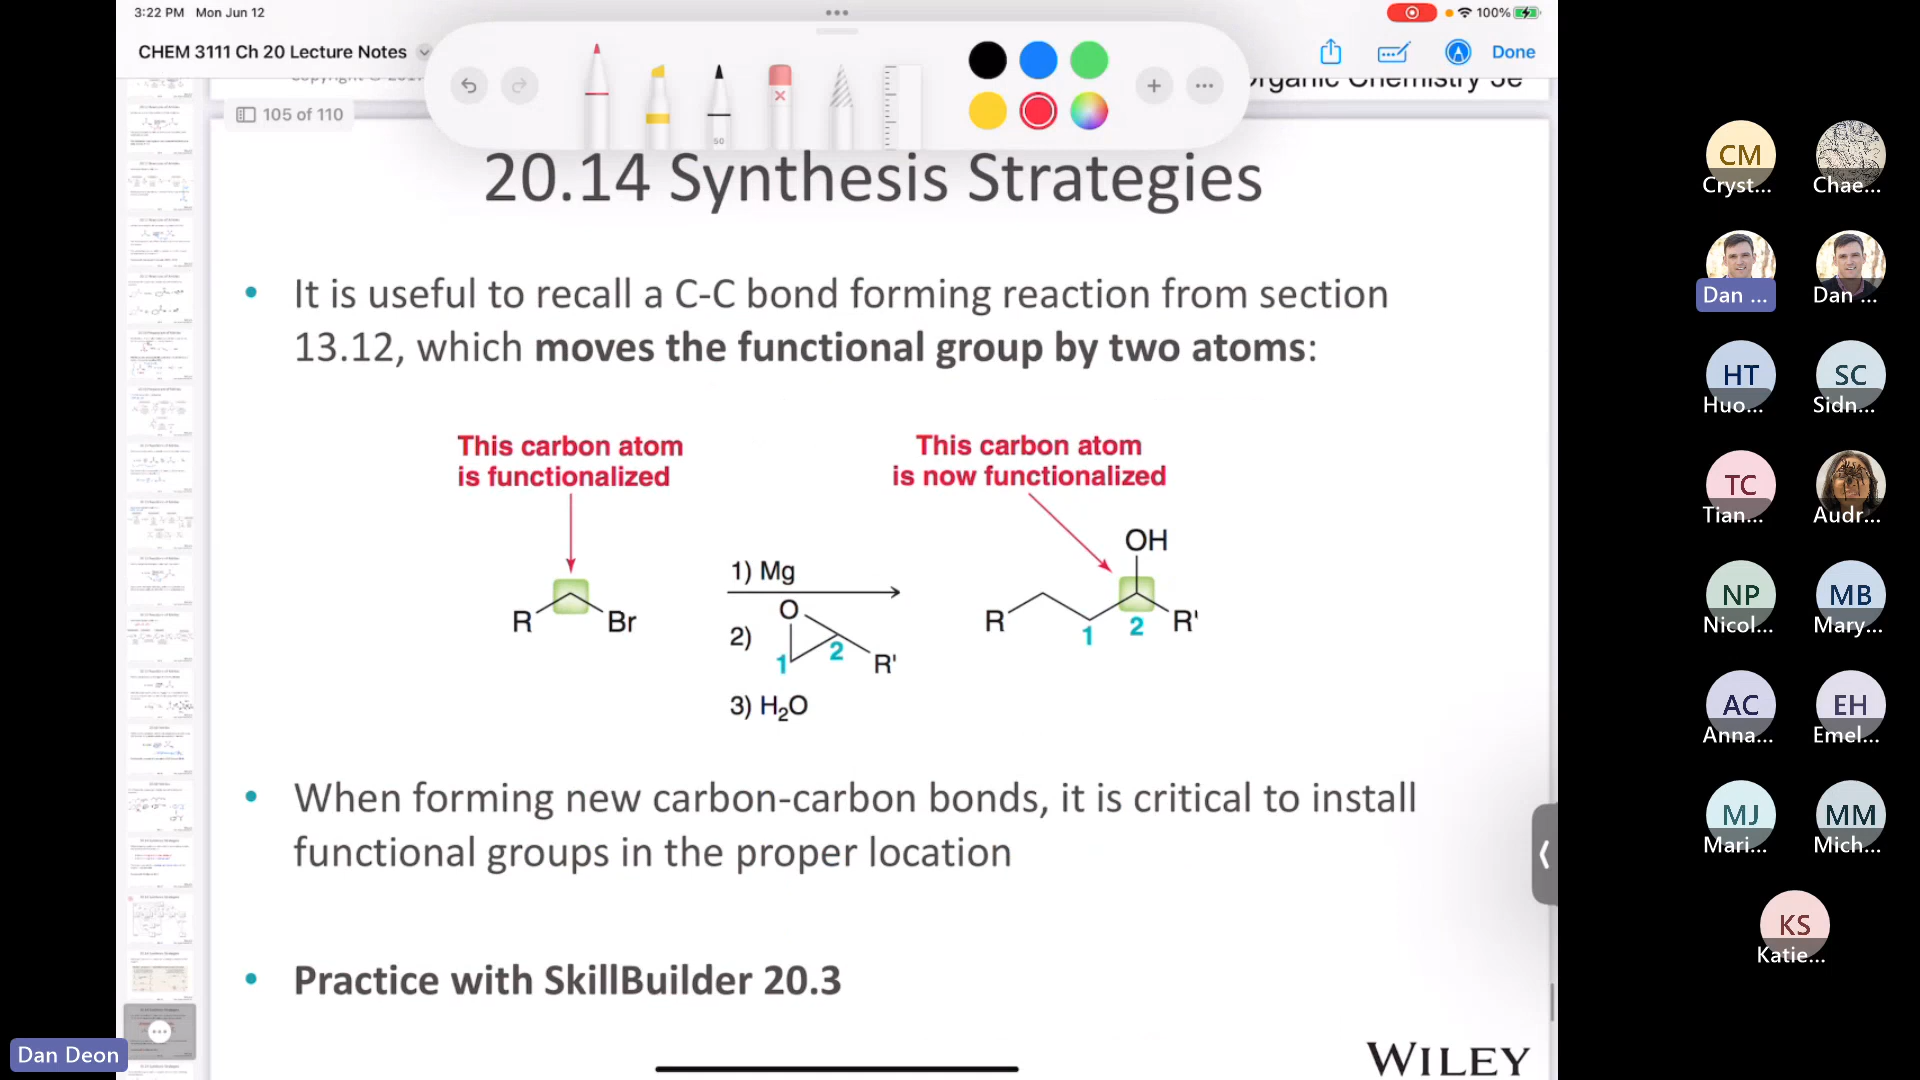 3:22 PM Mon Jun 12
100%
CHEM 3111 Ch 20 Lecture Notes
Done
50
Organic Chemistry 3e
105 of 110
20.14 Synthesis Strategies
• It is useful to recall a C-C bond forming reaction from section
13.12, which moves the functional group by two atoms:
This carbon atom
is functionalized
This carbon atom
is now functionalized
R Br
1) Mg
2) O 1 2 R'
3) H₂O
OH
R 1 2 R'
• When forming new carbon-carbon bonds, it is critical to install
functional groups in the proper location
• Practice with SkillBuilder 20.3
WILEY
Dan Deon
CM
Cryst...
Chae...
Dan ...
Dan ...
HT
Huo...
SC
Sidn...
TC
Tian...
Audr...
NP
Nicol...
MB
Mary...
AC
Anna...
EH
Emel...
MJ
Mari...
MM
Mich...
KS
Katie...